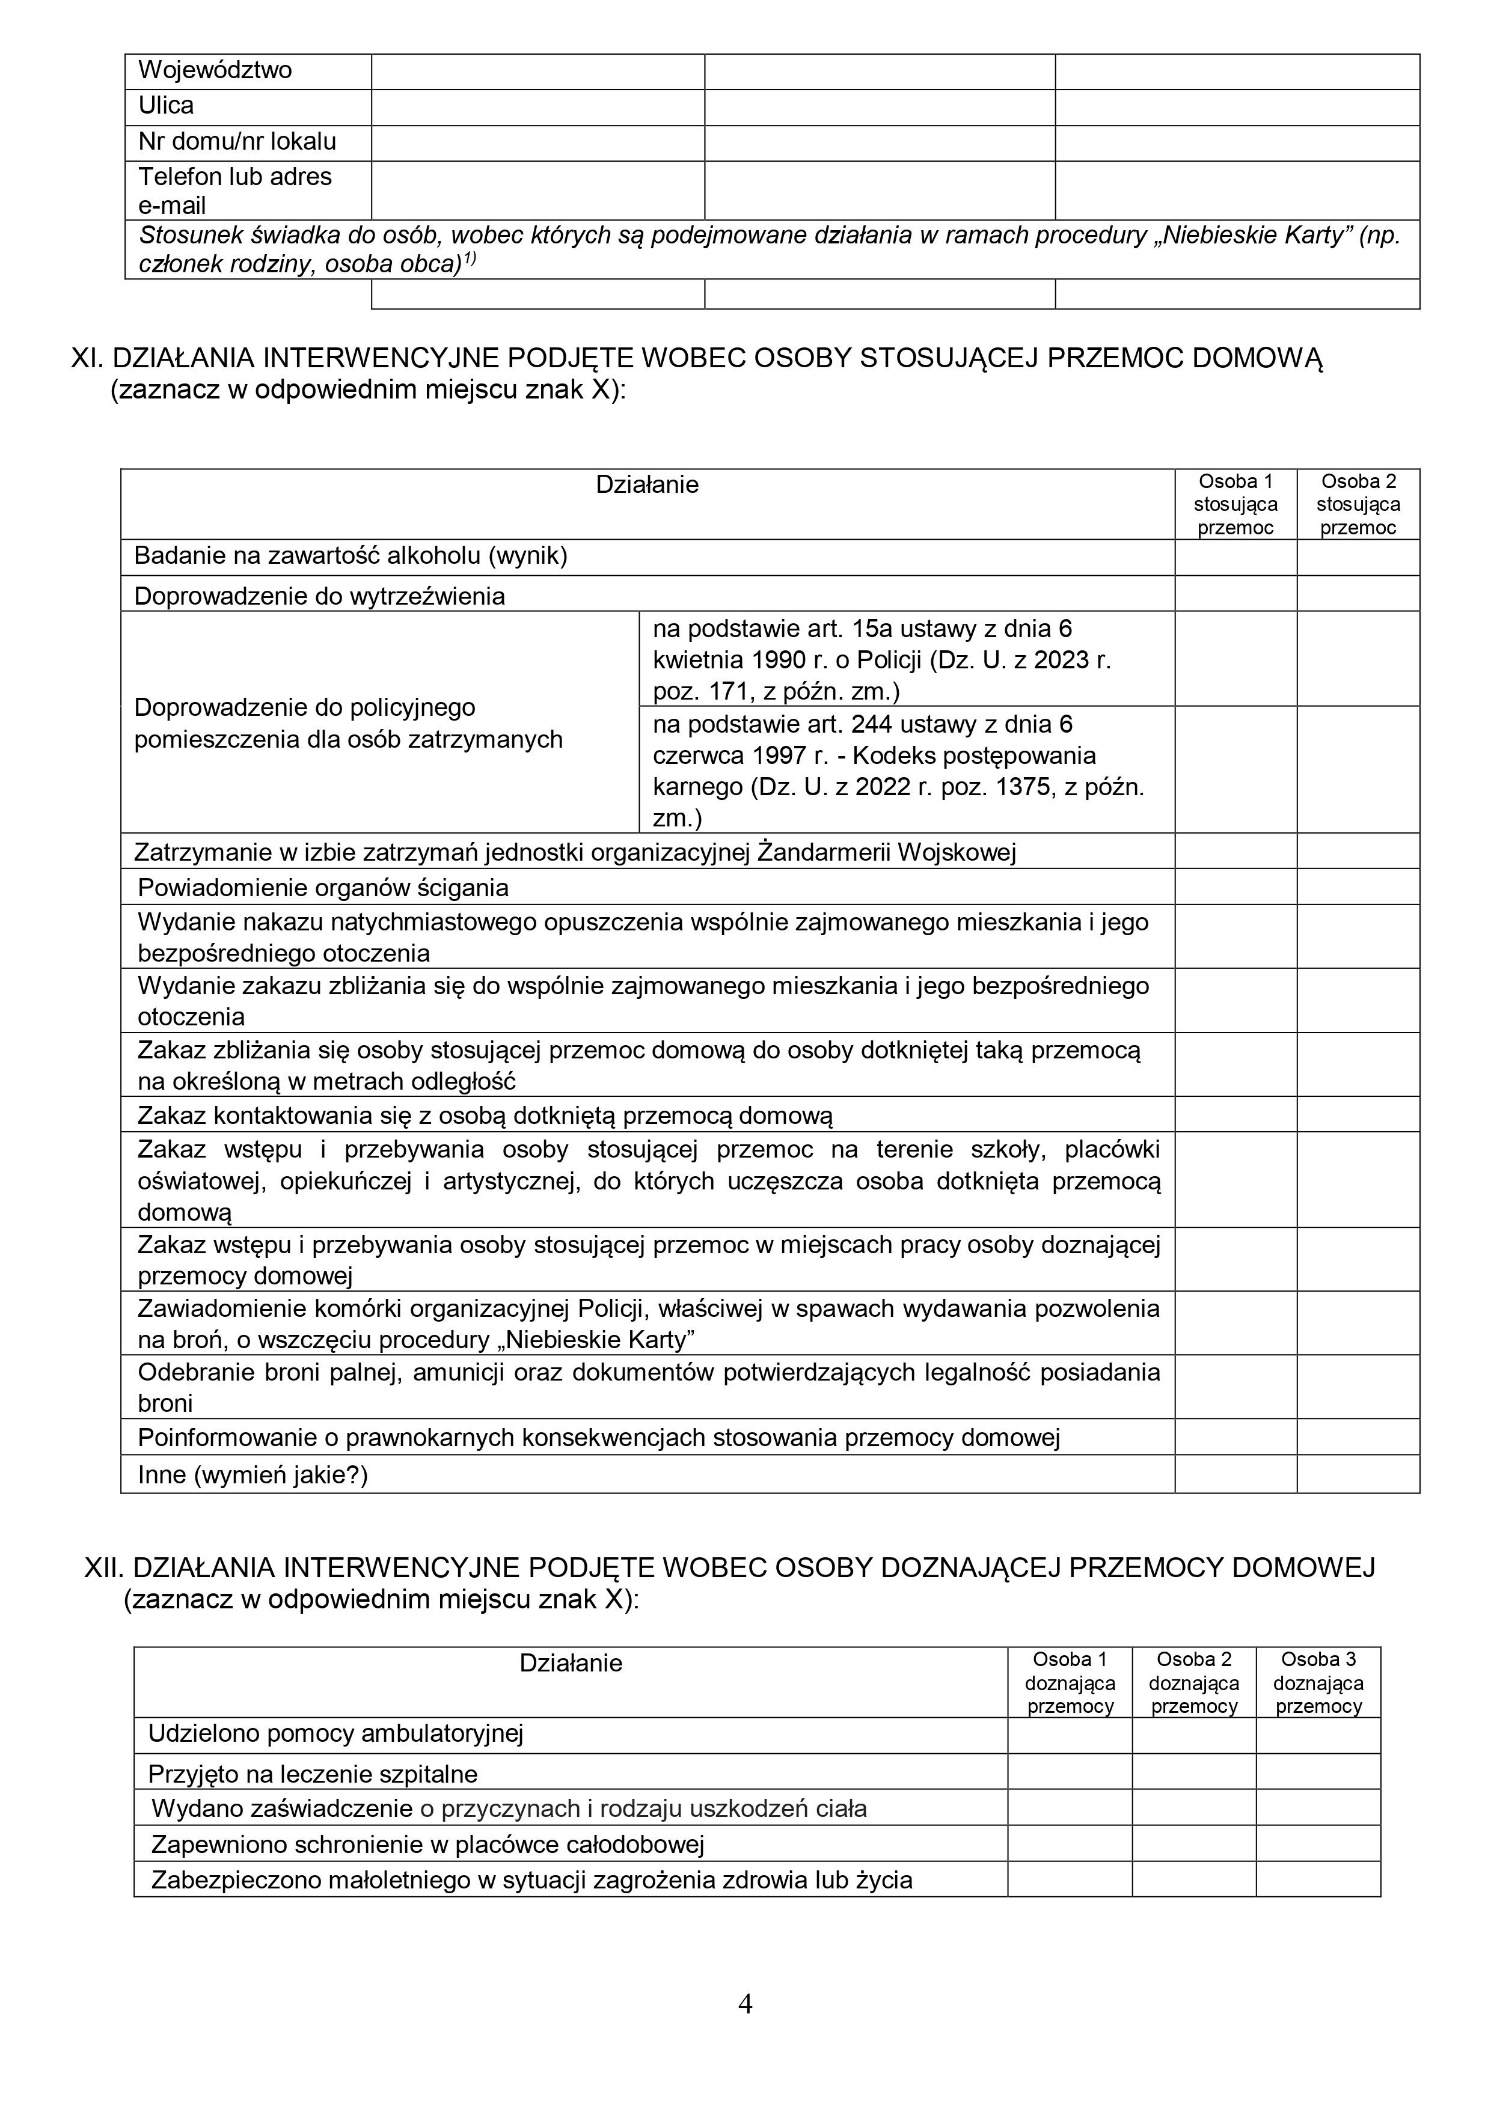 Województwo
Ulica
Nr domu/nr lokalu
Telefon lub adres
e-mail
Stosunek świadka do osób, wobec których są podejmowane działania w ramach procedury „Niebieskie Karty” (np.
członek rodziny, osoba obca)1)
XI. DZIAŁANIA INTERWENCYJNE PODJĘTE WOBEC OSOBY STOSUJĄCEJ PRZEMOC DOMOWĄ
(zaznacz w odpowiednim miejscu znak X):
Działanie
Osoba 1
stosująca
przemoc
Osoba 2
stosująca
przemoc
Badanie na zawartość alkoholu (wynik)
Doprowadzenie do wytrzeźwienia
Doprowadzenie do policyjnego
pomieszczenia dla osób zatrzymanych
na podstawie art. 15a ustawy z dnia 6
kwietnia 1990 r. o Policji (Dz. U. z 2023 r.
poz. 171, z późn. zm.)
na podstawie art. 244 ustawy z dnia 6
czerwca 1997 r. - Kodeks postępowania
karnego (Dz. U. z 2022 r. poz. 1375, z późn.
zm.)
Zatrzymanie w izbie zatrzymań jednostki organizacyjnej Żandarmerii Wojskowej
Powiadomienie organów ścigania
Wydanie nakazu natychmiastowego opuszczenia wspólnie zajmowanego mieszkania i jego
bezpośredniego otoczenia
Wydanie zakazu zbliżania się do wspólnie zajmowanego mieszkania i jego bezpośredniego
otoczenia
Zakaz zbliżania się osoby stosującej przemoc domową do osoby dotkniętej taką przemocą
na określoną w metrach odległość
Zakaz kontaktowania się z osobą dotkniętą przemocą domową
Zakaz wstępu i przebywania osoby stosującej przemoc na terenie szkoły, placówki
oświatowej, opiekuńczej i artystycznej, do których uczęszcza osoba dotknięta przemocą
domową
Zakaz wstępu i przebywania osoby stosującej przemoc w miejscach pracy osoby doznającej
przemocy domowej
Zawiadomienie komórki organizacyjnej Policji, właściwej w spawach wydawania pozwolenia
na broń, o wszczęciu procedury „Niebieskie Karty”
Odebranie broni palnej, amunicji oraz dokumentów potwierdzających legalność posiadania
broni
Poinformowanie o prawnokarnych konsekwencjach stosowania przemocy domowej
Inne (wymień jakie?)
XII. DZIAŁANIA INTERWENCYJNE PODJĘTE WOBEC OSOBY DOZNAJĄCEJ PRZEMOCY DOMOWEJ
(zaznacz w odpowiednim miejscu znak X):
Działanie
Osoba 1
doznająca
przemocy
Osoba 2
doznająca
przemocy
Osoba 3
doznająca
przemocy
Udzielono pomocy ambulatoryjnej
Przyjęto na leczenie szpitalne
Wydano zaświadczenie o przyczynach i rodzaju uszkodzeń ciała
Zapewniono schronienie w placówce całodobowej
Zabezpieczono małoletniego w sytuacji zagrożenia zdrowia lub życia
4